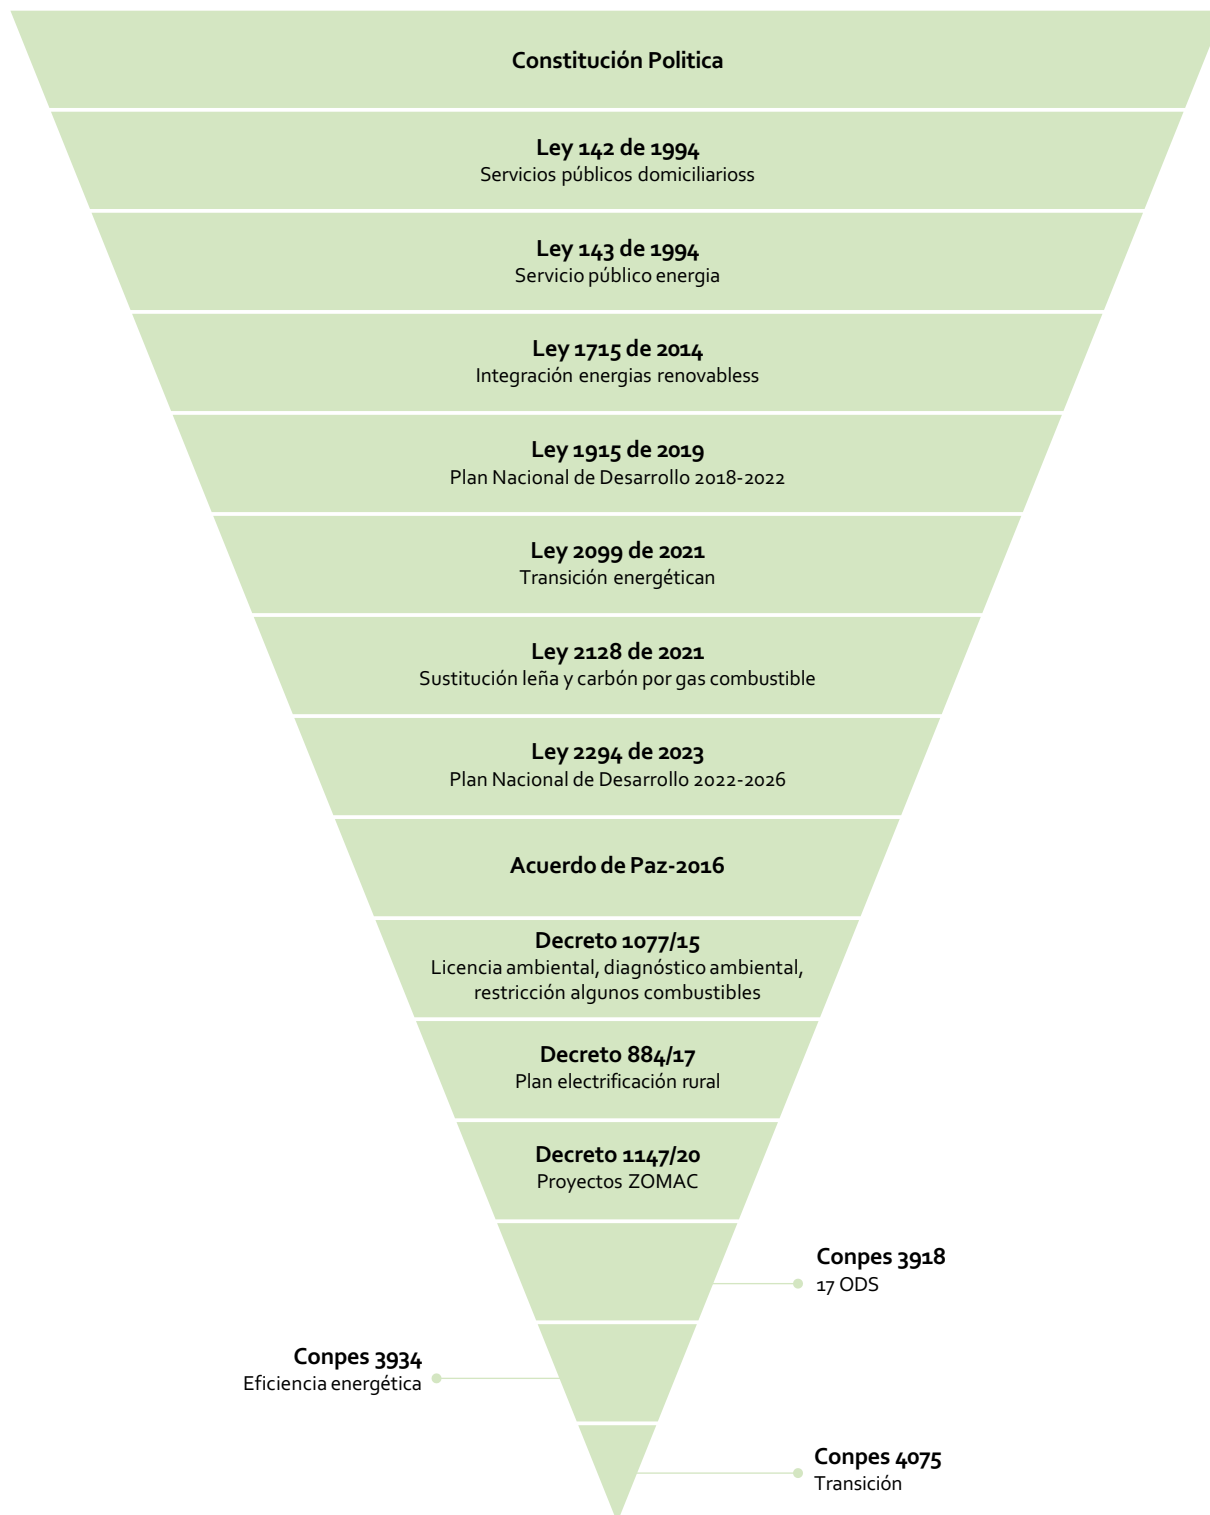 Constitución Politica
Ley 142 de 1994
Servicios públicos domiciliarioss
Ley 143 de 1994
Servicio público energia
Ley 1715 de 2014
Integración energias renovabless
Ley 1915 de 2019
Plan Nacional de Desarrollo 2018-2022
Ley 2099 de 2021
Transición energétican
Ley 2128 de 2021
Sustitución leña y carbón por gas combustible
Ley 2294 de 2023
Plan Nacional de Desarrollo 2022-2026
Acuerdo de Paz-2016
Decreto 1077/15
Licencia ambiental, diagnóstico ambiental,
restricción algunos combustibles
Decreto 884/17
Plan electrificación rural
Decreto 1147/20
Proyectos ZOMAC
Conpes 3918
17 ODS
Conpes 3934
Eficiencia energética
Conpes 4075
Transición